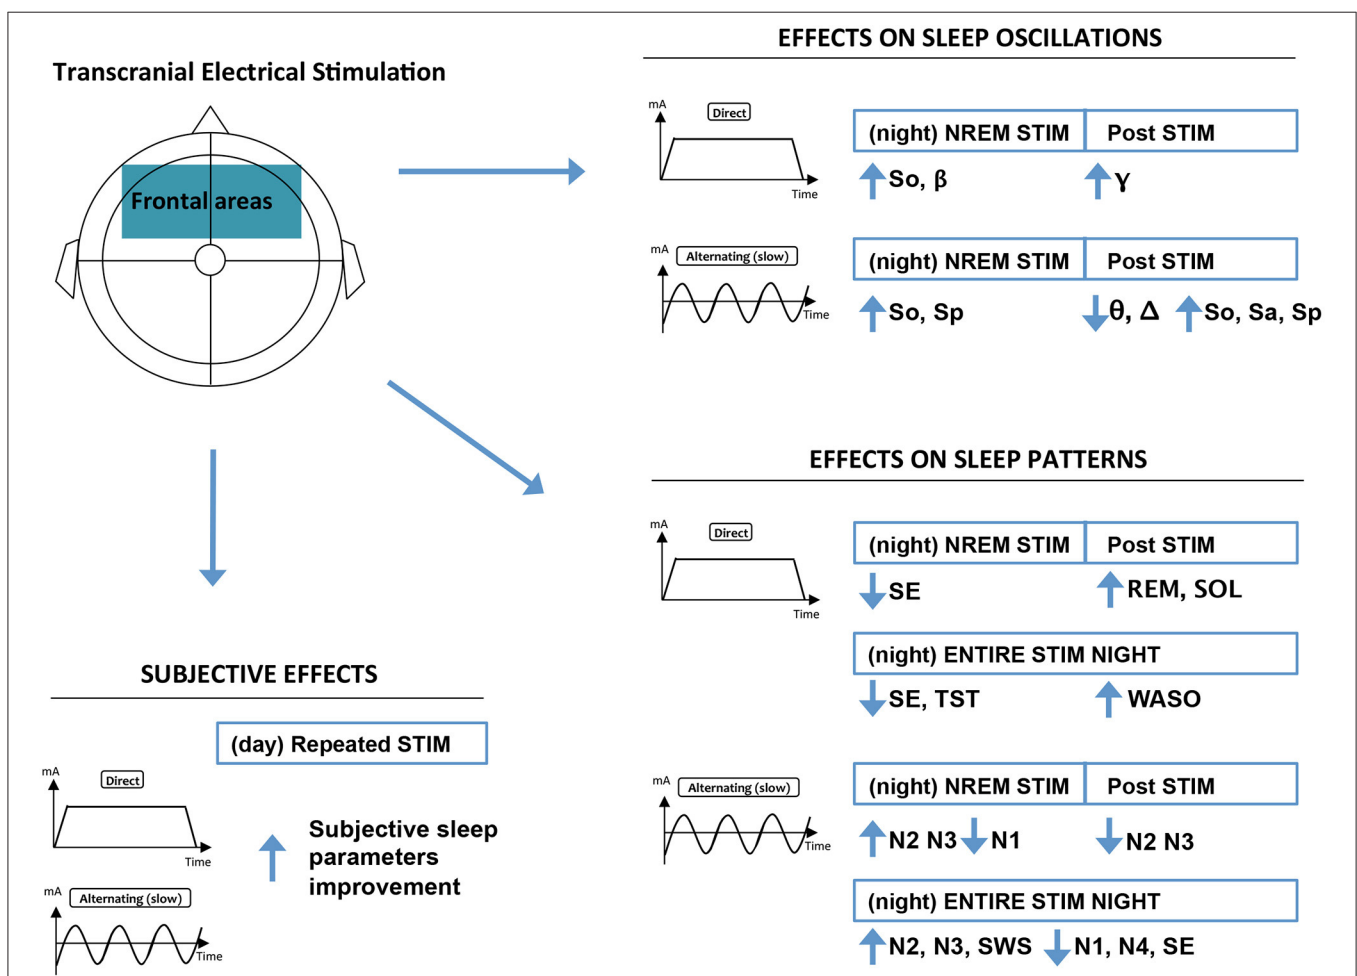 Transcranial Electrical Stimulation
Frontal areas
EFFECTS ON SLEEP OSCILLATIONS
mA
Direct
Time
(night) NREM STIM
Post STIM
So, β
γ
mA
Alternating (slow)
Time
(night) NREM STIM
Post STIM
So, Sp
θ, Δ
So, Sa, Sp
EFFECTS ON SLEEP PATTERNS
mA
Direct
Time
(night) NREM STIM
Post STIM
SE
REM, SOL
(night) ENTIRE STIM NIGHT
SE, TST
WASO
mA
Alternating (slow)
Time
(night) NREM STIM
Post STIM
N2 N3
N1
N2 N3
(night) ENTIRE STIM NIGHT
N2, N3, SWS
N1, N4, SE
SUBJECTIVE EFFECTS
(day) Repeated STIM
mA
Direct
Time
mA
Alternating (slow)
Time
Subjective sleep
parameters
improvement